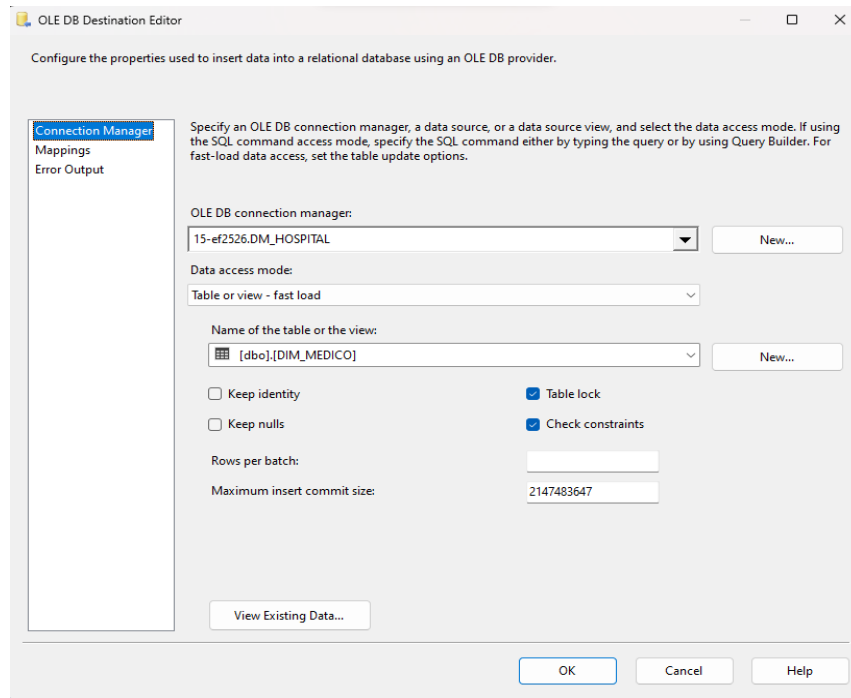 OLE DB Destination Editor
Configure the properties used to insert data into a relational database using an OLE DB provider.
Connection Manager
Mappings
Error Output
Specify an OLE DB connection manager, a data source, or a data source view, and select the data access mode. If using
the SQL command access mode, specify the SQL command either by typing the query or by using Query Builder. For
fast-load data access, set the table update options.
OLE DB connection manager:
15-ef2526.DM_HOSPITAL
New...
Data access mode:
Table or view - fast load
Name of the table or the view:
[dbo].[DIM_MEDICO]
New...
Keep identity
Table lock
Keep nulls
Check constraints
Rows per batch:
Maximum insert commit size:
2147483647
View Existing Data...
OK
Cancel
Help